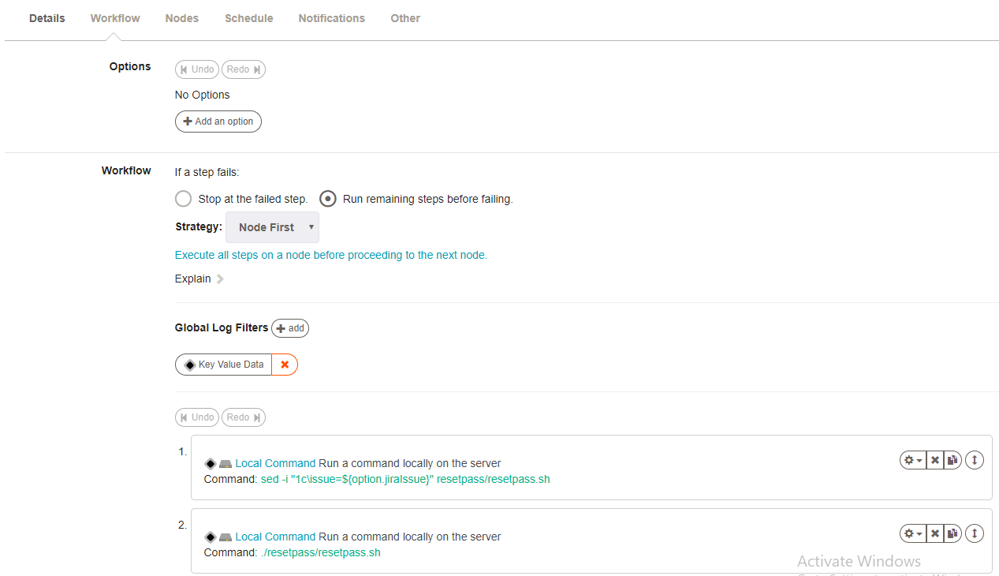 Details Workflow Nodes Schedule Notifications Other
Options
Undo Redo
No Options
Add an option
Workflow
If a step fails:
Stop at the failed step. Run remaining steps before failing.
Strategy: Node First
Execute all steps on a node before proceeding to the next node.
Explain
Global Log Filters add
Key Value Data
Undo Redo
1.
Local Command Run a command locally on the server
Command: sed -i "1c\issue=${option.jiraIssue}" resetpass/resetpass.sh
2.
Local Command Run a command locally on the server
Command: ./resetpass/resetpass.sh
Activate Windows